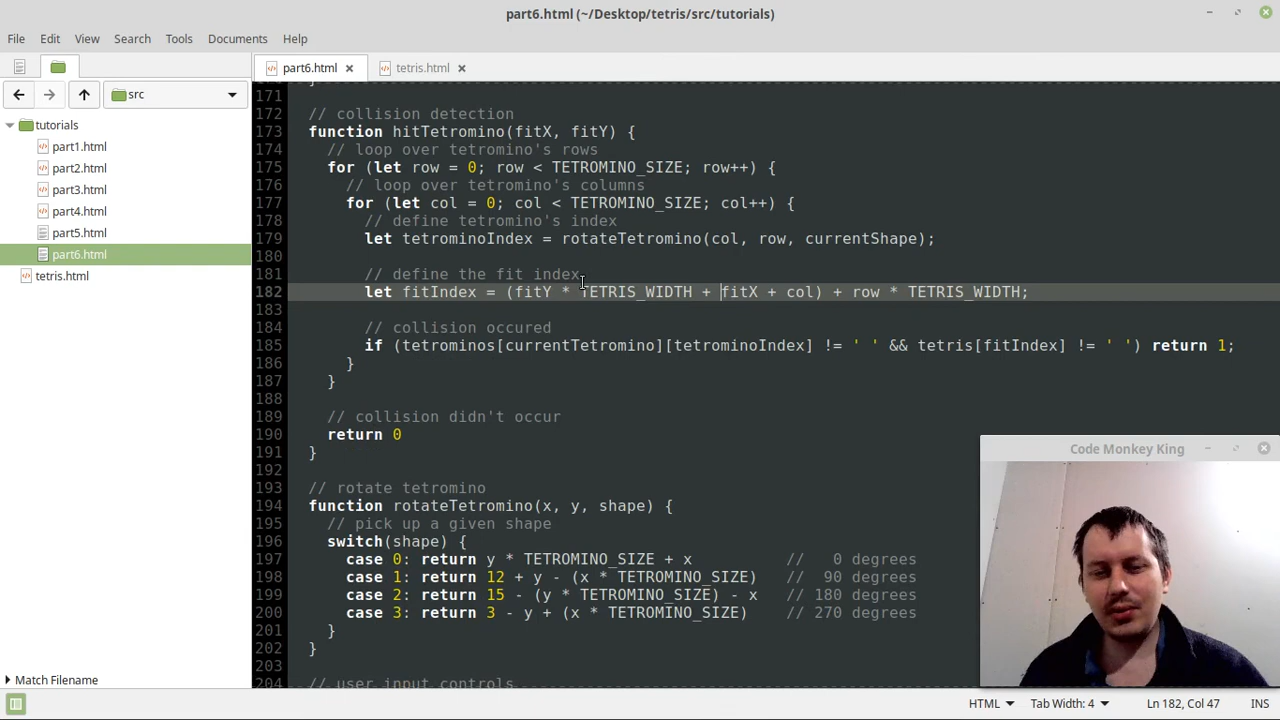 part6.html (~/Desktop/tetris/src/tutorials)
File Edit View Search Tools Documents Help
part6.html tetris.html
src
tutorials
part1.html
part2.html
part3.html
part4.html
part5.html
part6.html
tetris.html
171
172 // collision detection
173 function hitTetromino(fitX, fitY) {
174 // loop over tetromino's rows
175 for (let row = 0; row < TETROMINO_SIZE; row++) {
176 // loop over tetromino's columns
177 for (let col = 0; col < TETROMINO_SIZE; col++) {
178 // define tetromino's index
179 let tetrominoIndex = rotateTetromino(col, row, currentShape);
180
181 // define the fit index
182 let fitIndex = (fitY * TETRIS_WIDTH + fitX + col) + row * TETRIS_WIDTH;
183
184 // collision occured
185 if (tetrominos[currentTetromino][tetrominoIndex] != ' ' && tetris[fitIndex] != ' ') return 1;
186 }
187 }
188
189 // collision didn't occur
190 return 0
191 }
192
193 // rotate tetromino
194 function rotateTetromino(x, y, shape) {
195 // pick up a given shape
196 switch(shape) {
197 case 0: return y * TETROMINO_SIZE + x // 0 degrees
198 case 1: return 12 + y - (x * TETROMINO_SIZE) // 90 degrees
199 case 2: return 15 - (y * TETROMINO_SIZE) - x // 180 degrees
200 case 3: return 3 - y + (x * TETROMINO_SIZE) // 270 degrees
201 }
202 }
203
204 // user input controls
Code Monkey King
Match Filename
HTML Tab Width: 4 Ln 182, Col 47 INS